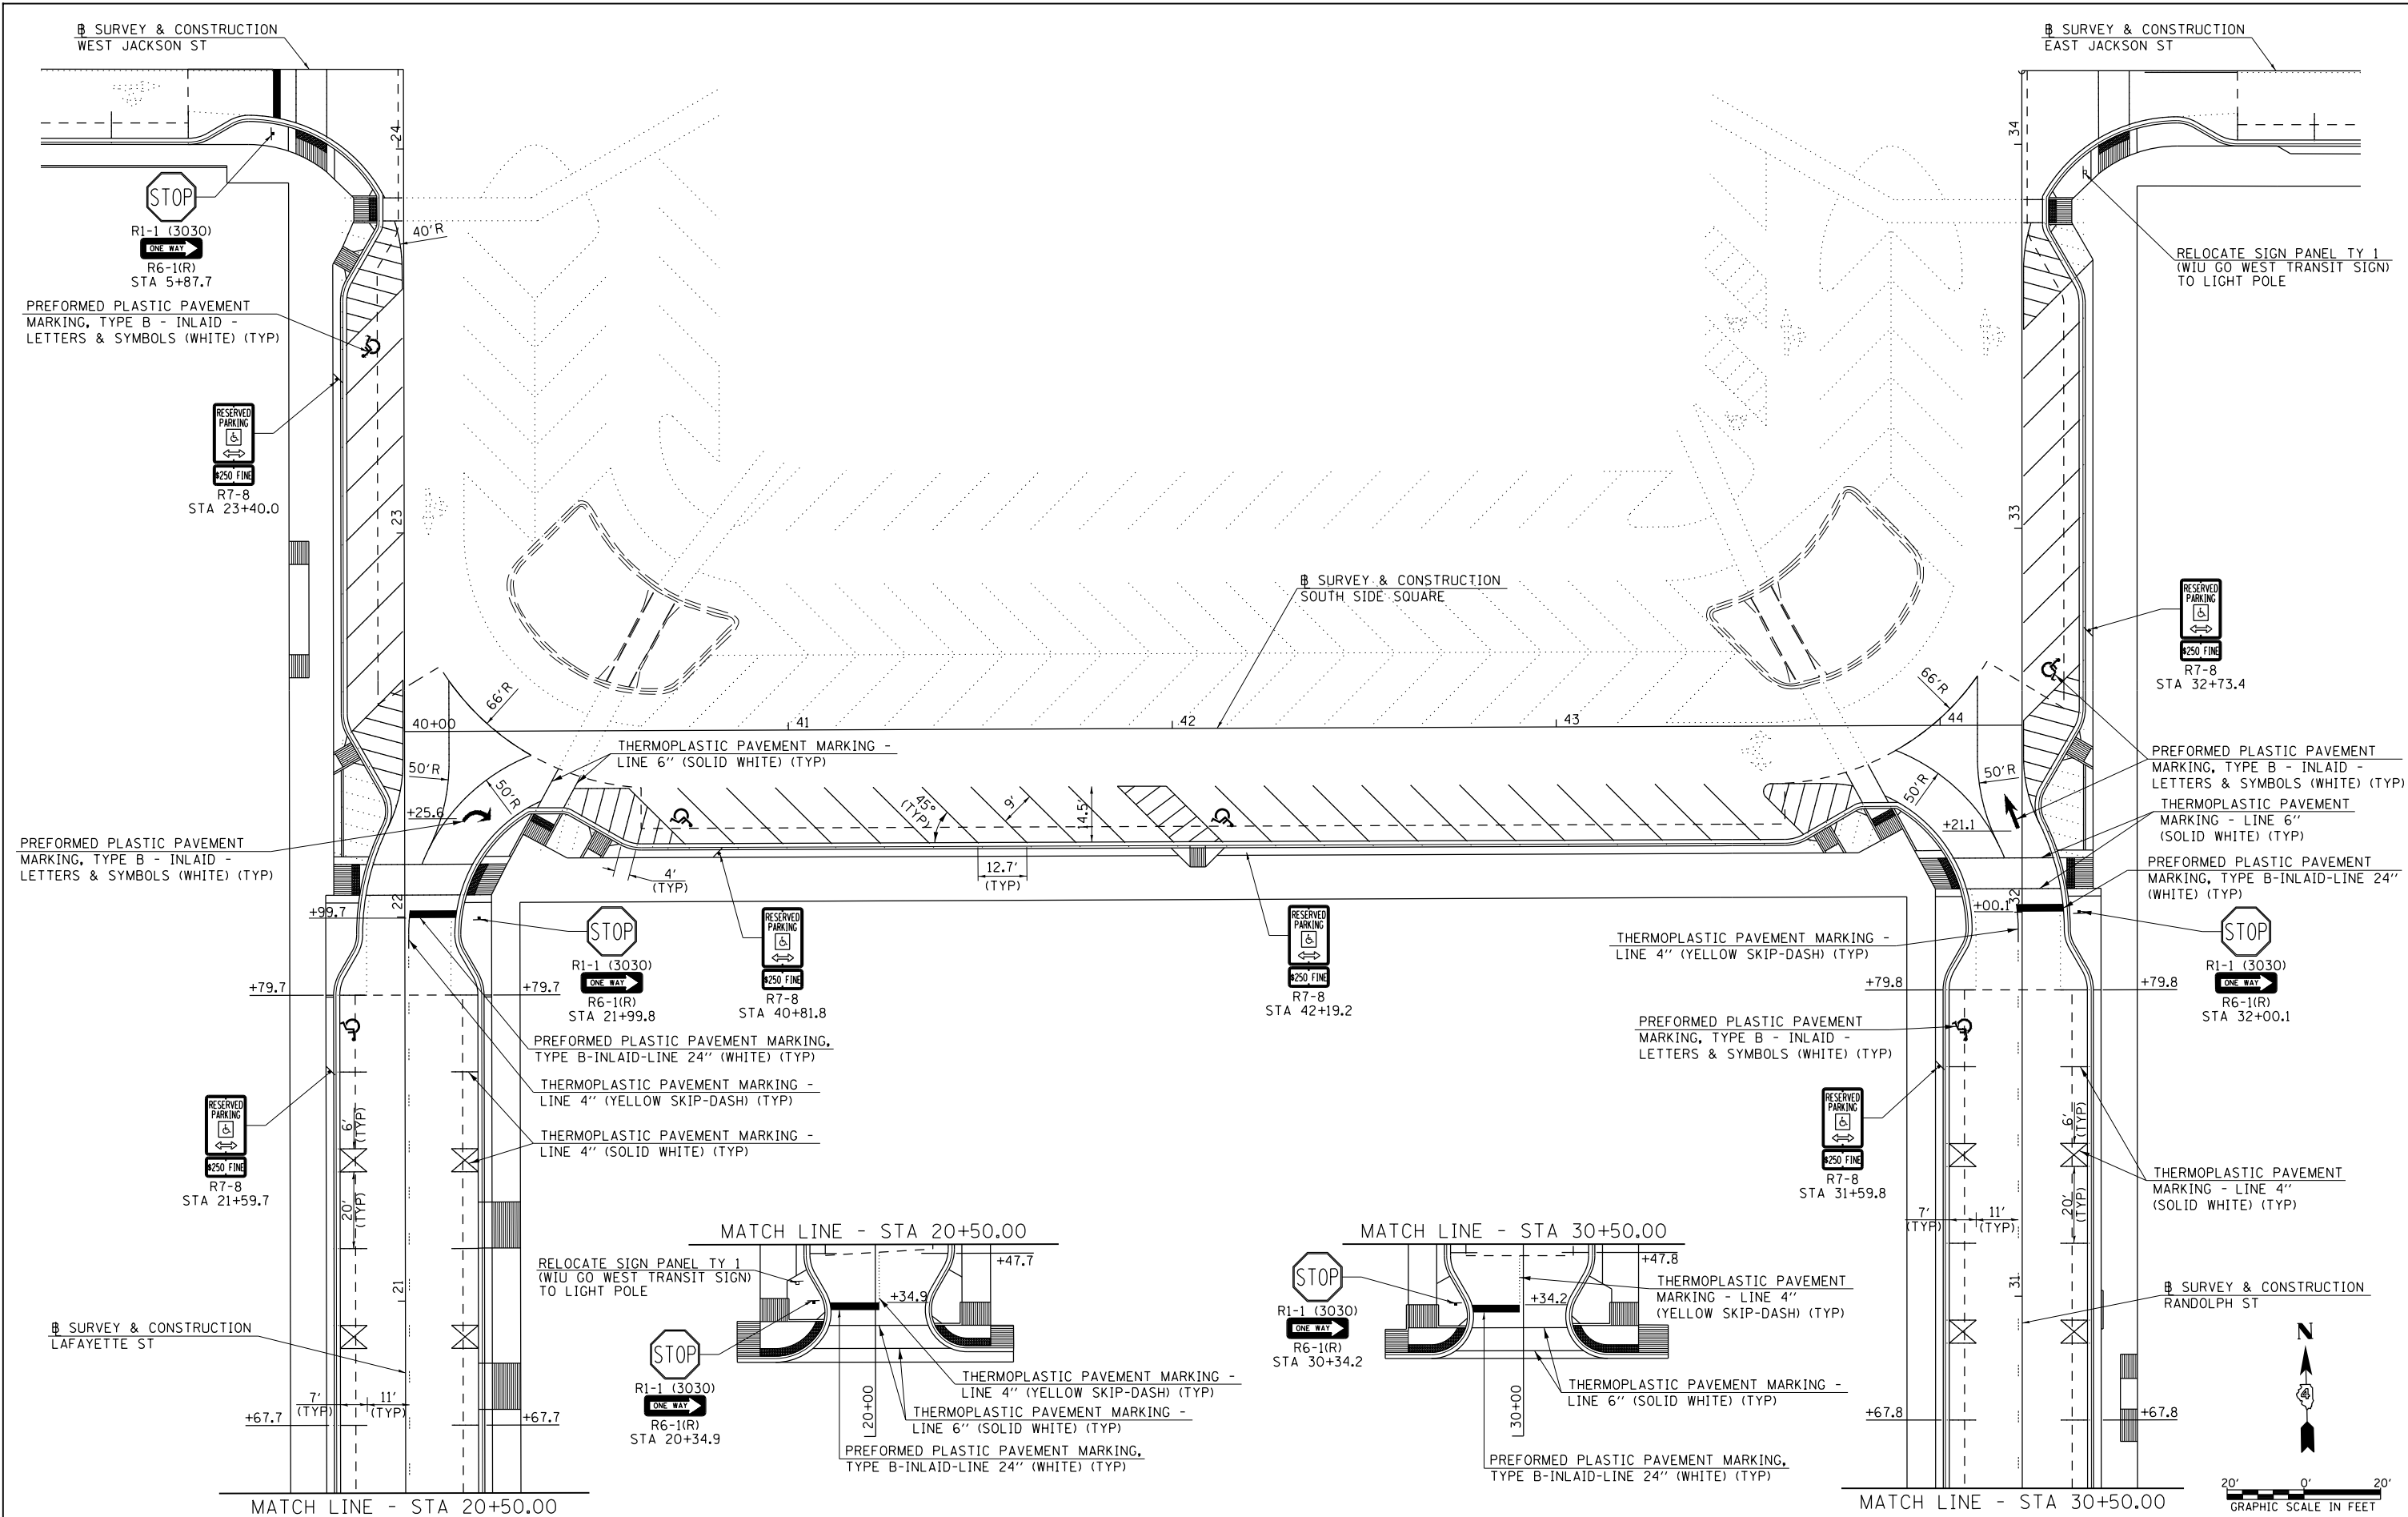 ℄ SURVEY & CONSTRUCTION
WEST JACKSON ST
℄ SURVEY & CONSTRUCTION
EAST JACKSON ST
24
34
STOP
R1-1 (3030)
ONE WAY
R6-1(R)
STA 5+87.7
40'R
RELOCATE SIGN PANEL TY 1
(WIU GO WEST TRANSIT SIGN)
TO LIGHT POLE
PREFORMED PLASTIC PAVEMENT
MARKING, TYPE B - INLAID -
LETTERS & SYMBOLS (WHITE) (TYP)
RESERVED
PARKING
$250 FINE
R7-8
STA 23+40.0
23
33
℄ SURVEY & CONSTRUCTION
SOUTH SIDE SQUARE
RESERVED
PARKING
$250 FINE
R7-8
STA 32+73.4
66'R
66'R
40+00
41
42
43
44
THERMOPLASTIC PAVEMENT MARKING -
LINE 6" (SOLID WHITE) (TYP)
50'R
50'R
50'R
50'R
+25.6
+21.1
45°
(TYP)
9'
14.5'
12.7'
(TYP)
4'
(TYP)
PREFORMED PLASTIC PAVEMENT
MARKING, TYPE B - INLAID -
LETTERS & SYMBOLS (WHITE) (TYP)
THERMOPLASTIC PAVEMENT
MARKING - LINE 6"
(SOLID WHITE) (TYP)
PREFORMED PLASTIC PAVEMENT
MARKING, TYPE B-INLAID-LINE 24"
(WHITE) (TYP)
PREFORMED PLASTIC PAVEMENT
MARKING, TYPE B - INLAID -
LETTERS & SYMBOLS (WHITE) (TYP)
+99.7
22
STOP
R1-1 (3030)
ONE WAY
R6-1(R)
STA 21+99.8
RESERVED
PARKING
$250 FINE
R7-8
STA 40+81.8
RESERVED
PARKING
$250 FINE
R7-8
STA 42+19.2
+00.1
32
THERMOPLASTIC PAVEMENT MARKING -
LINE 4" (YELLOW SKIP-DASH) (TYP)
STOP
R1-1 (3030)
ONE WAY
R6-1(R)
STA 32+00.1
+79.7
+79.7
+79.8
+79.8
PREFORMED PLASTIC PAVEMENT MARKING,
TYPE B-INLAID-LINE 24" (WHITE) (TYP)
THERMOPLASTIC PAVEMENT MARKING -
LINE 4" (YELLOW SKIP-DASH) (TYP)
THERMOPLASTIC PAVEMENT MARKING -
LINE 4" (SOLID WHITE) (TYP)
PREFORMED PLASTIC PAVEMENT
MARKING, TYPE B - INLAID -
LETTERS & SYMBOLS (WHITE) (TYP)
RESERVED
PARKING
$250 FINE
R7-8
STA 21+59.7
6'
(TYP)
20'
(TYP)
RESERVED
PARKING
$250 FINE
R7-8
STA 31+59.8
6'
(TYP)
20'
(TYP)
THERMOPLASTIC PAVEMENT
MARKING - LINE 4"
(SOLID WHITE) (TYP)
7'
(TYP)
11'
(TYP)
21
31
℄ SURVEY & CONSTRUCTION
LAFAYETTE ST
℄ SURVEY & CONSTRUCTION
RANDOLPH ST
7'
(TYP)
11'
(TYP)
+67.7
+67.7
+67.8
+67.8
MATCH LINE - STA 20+50.00
RELOCATE SIGN PANEL TY 1
(WIU GO WEST TRANSIT SIGN)
TO LIGHT POLE
+47.7
+34.9
STOP
R1-1 (3030)
ONE WAY
R6-1(R)
STA 20+34.9
20+00
THERMOPLASTIC PAVEMENT MARKING -
LINE 4" (YELLOW SKIP-DASH) (TYP)
THERMOPLASTIC PAVEMENT MARKING -
LINE 6" (SOLID WHITE) (TYP)
PREFORMED PLASTIC PAVEMENT MARKING,
TYPE B-INLAID-LINE 24" (WHITE) (TYP)
MATCH LINE - STA 30+50.00
STOP
R1-1 (3030)
ONE WAY
R6-1(R)
STA 30+34.2
+47.8
+34.2
THERMOPLASTIC PAVEMENT
MARKING - LINE 4"
(YELLOW SKIP-DASH) (TYP)
30+00
THERMOPLASTIC PAVEMENT MARKING -
LINE 6" (SOLID WHITE) (TYP)
PREFORMED PLASTIC PAVEMENT MARKING,
TYPE B-INLAID-LINE 24" (WHITE) (TYP)
N
4
MATCH LINE - STA 20+50.00
MATCH LINE - STA 30+50.00
20' 0' 20'
GRAPHIC SCALE IN FEET